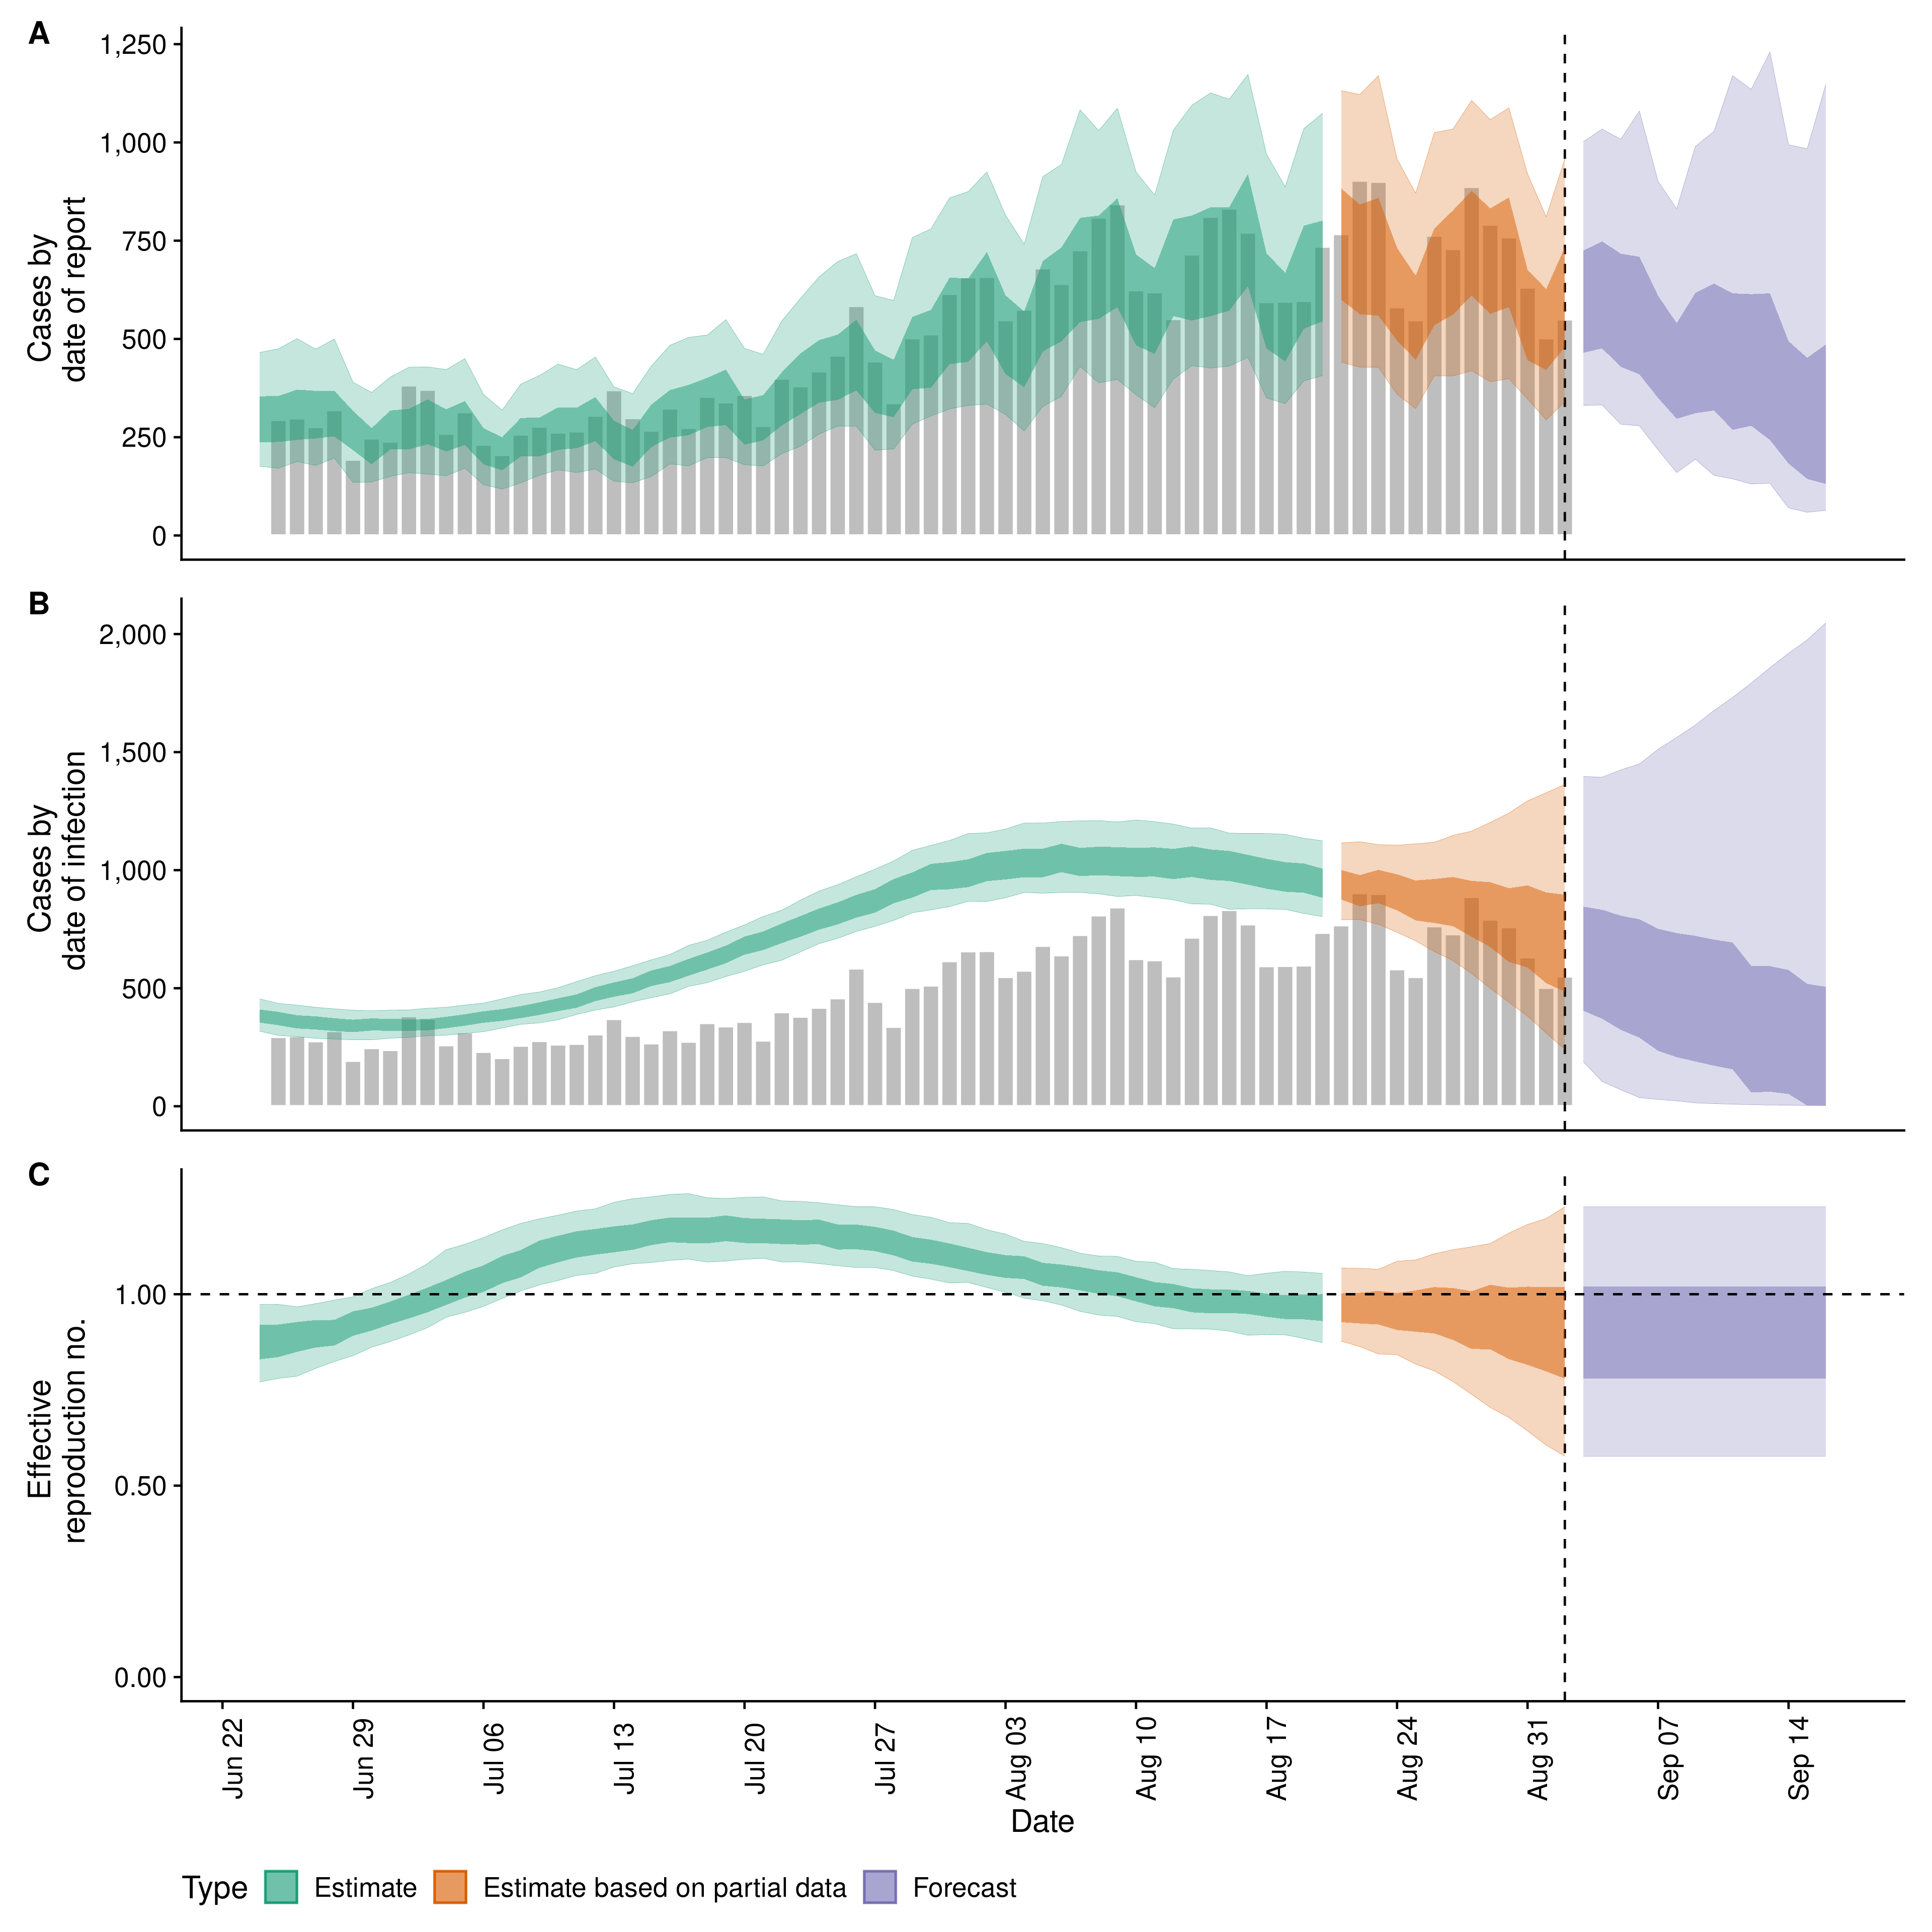 A
Cases by
date of report
1,250
1,000
750
500
250
0
B
Cases by
date of infection
2,000
1,500
1,000
500
0
C
Effective
reproduction no.
1.00
0.50
0.00
Jun 22
Jun 29
Jul 06
Jul 13
Jul 20
Jul 27
Aug 03
Aug 10
Aug 17
Aug 24
Aug 31
Sep 07
Sep 14
Date
Type Estimate Estimate based on partial data Forecast